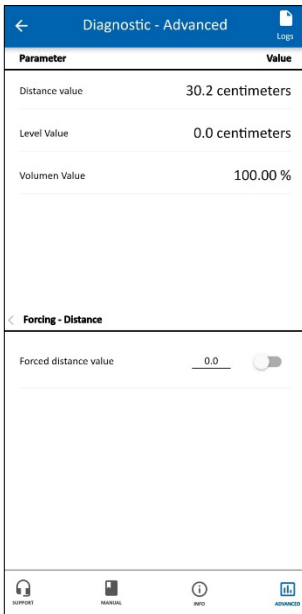 Diagnostic - Advanced
Logs
Parameter Value
Distance value 30.2 centimeters
Level Value 0.0 centimeters
Volumen Value 100.00 %
Forcing - Distance
Forced distance value 0.0
SUPPORT MANUAL INFO ADVANCED